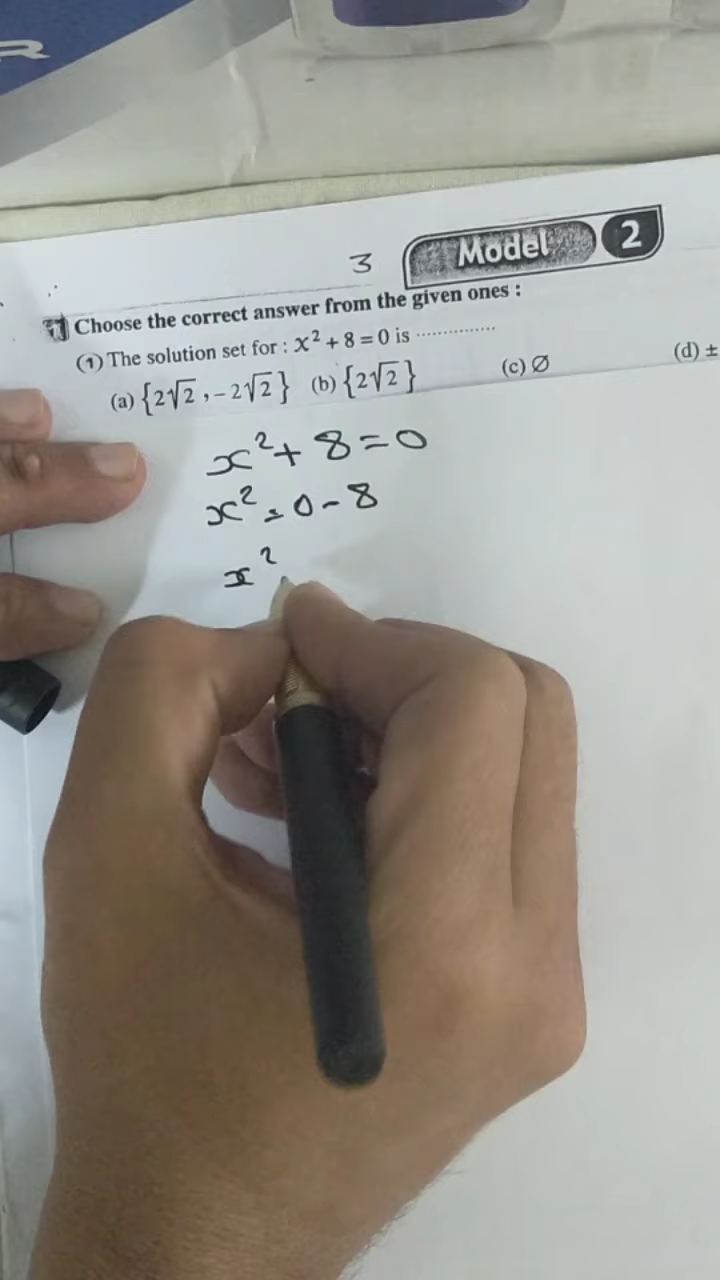 R
3
Model 2
Choose the correct answer from the given ones :
(1) The solution set for : x² + 8 = 0 is ...............
(a) {2√2 , – 2√2 } (b) {2√2 } (c) Ø (d) ±
x² + 8 = 0
x² = 0 - 8
x²